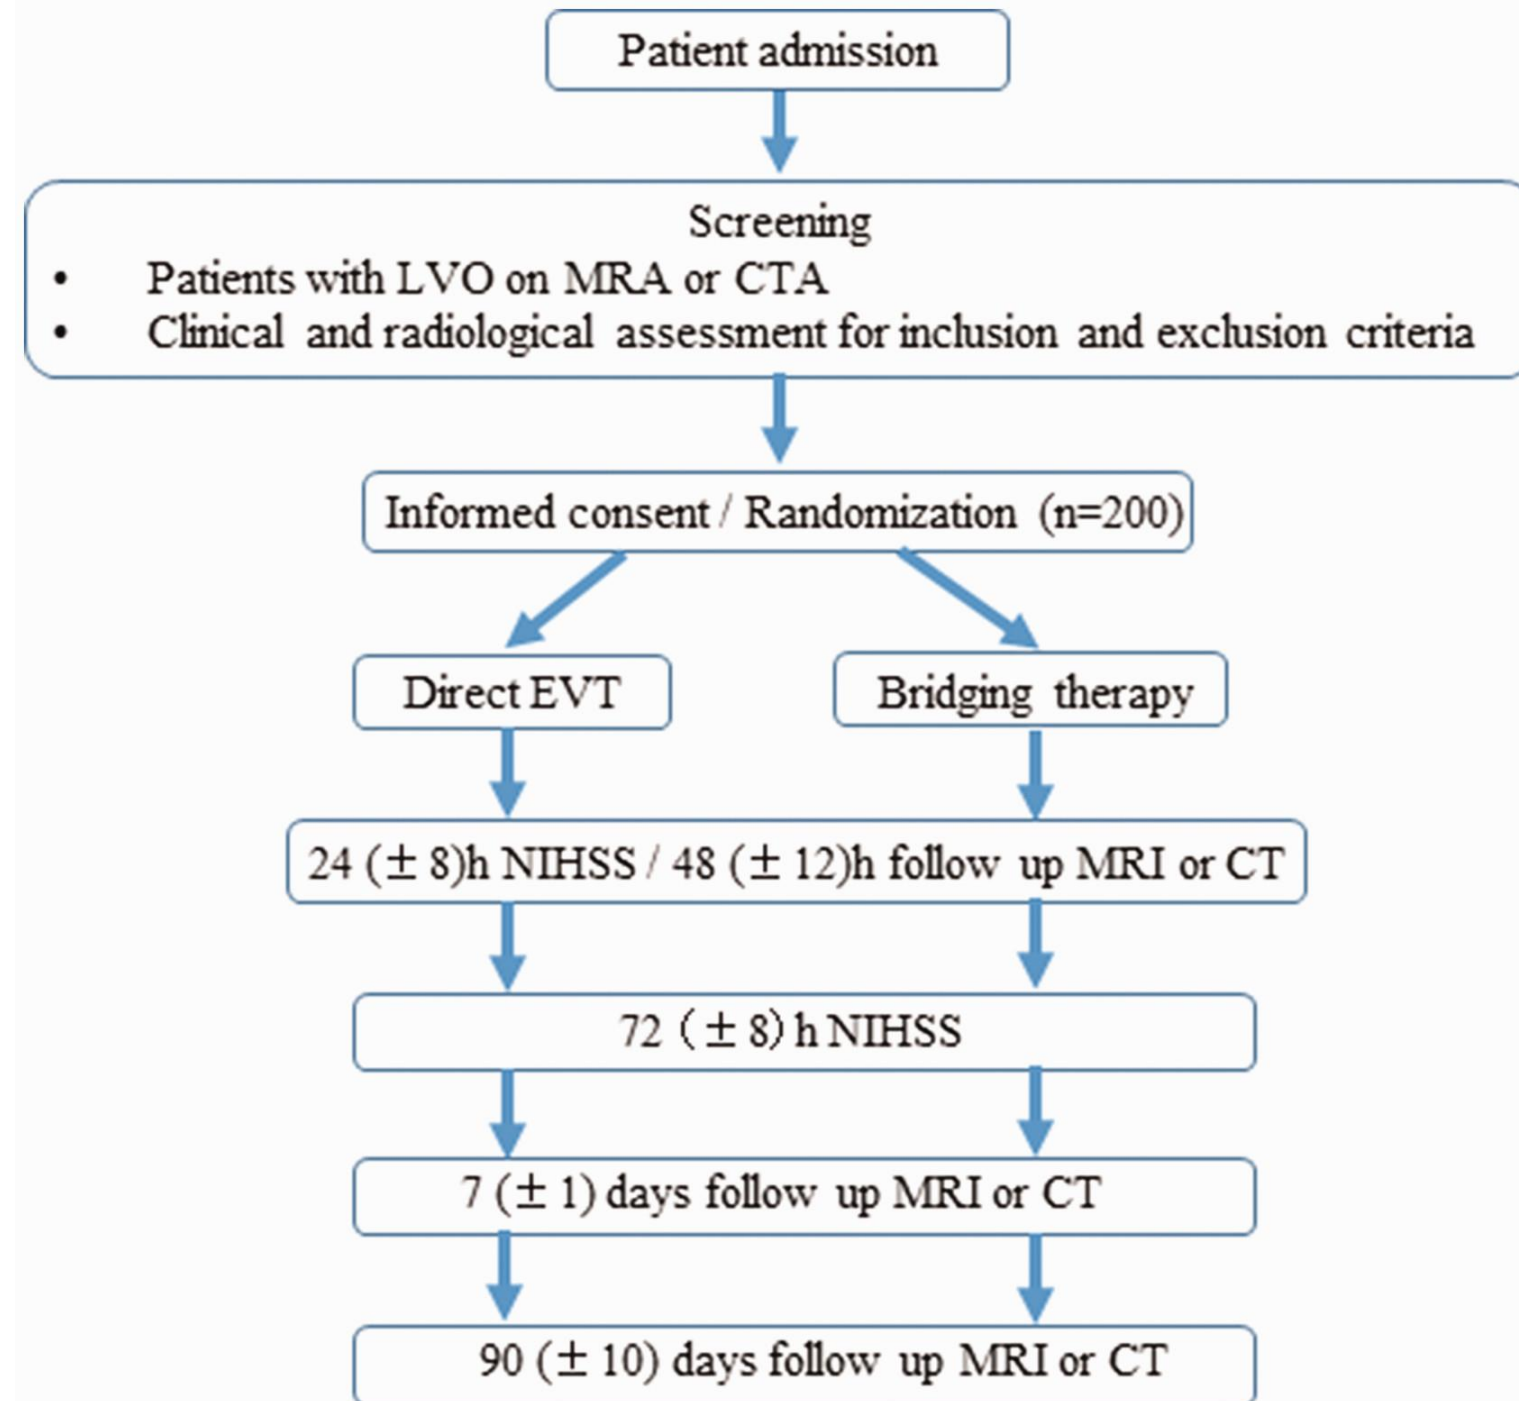 Patient admission
Screening
• Patients with LVO on MRA or CTA
• Clinical and radiological assessment for inclusion and exclusion criteria
Informed consent / Randomization (n=200)
Direct EVT
Bridging therapy
24 (± 8)h NIHSS / 48 (± 12)h follow up MRI or CT
72 (± 8) h NIHSS
7 (± 1) days follow up MRI or CT
90 (± 10) days follow up MRI or CT